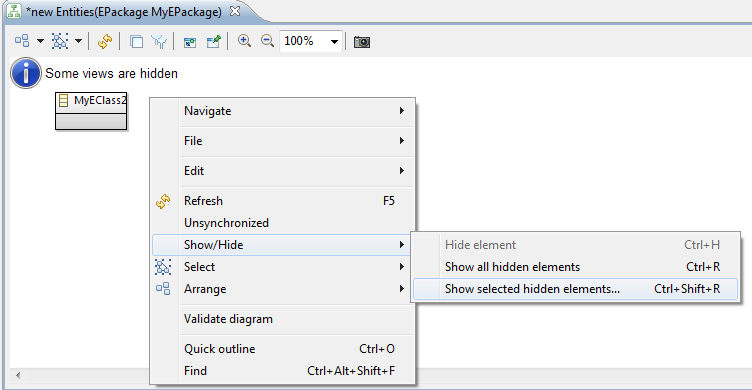 *new Entities(EPackage MyEPackage)
100%
Some views are hidden
MyEClass2
Navigate
File
Edit
Refresh F5
Unsynchronized
Show/Hide
Hide element Ctrl+H
Show all hidden elements Ctrl+R
Show selected hidden elements... Ctrl+Shift+R
Select
Arrange
Validate diagram
Quick outline Ctrl+O
Find Ctrl+Alt+Shift+F